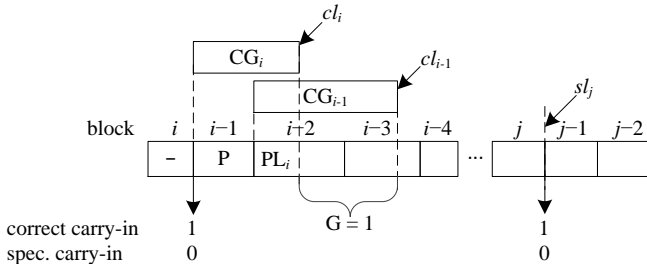 cl_i
CG_i
cl_{i-1}
CG_{i-1}
sl_j
block i i−1 i−2 i−3 i−4 j j−1 j−2
− P PL_i ...
G = 1
correct carry-in 1 1
spec. carry-in 0 0